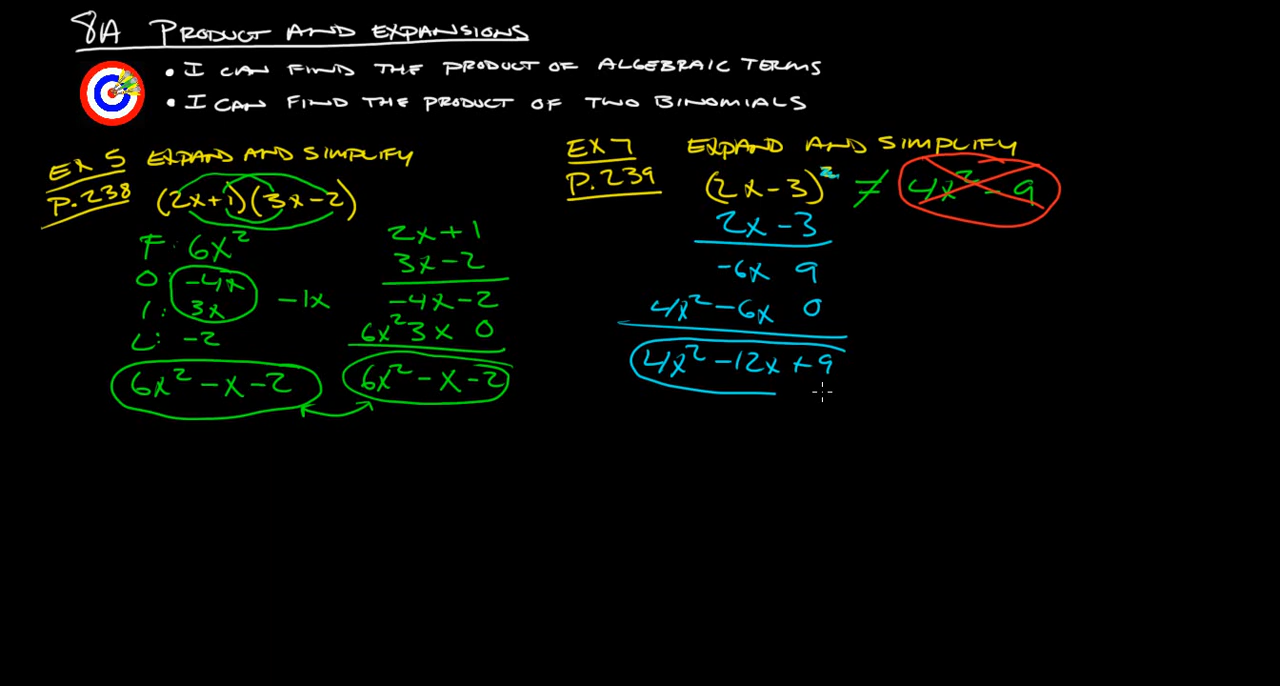 8A PRODUCT AND EXPANSIONS
• I CAN FIND THE PRODUCT OF ALGEBRAIC TERMS
• I CAN FIND THE PRODUCT OF TWO BINOMIALS
EX 5 EXPAND AND SIMPLIFY
P. 238 (2x+1)(3x-2)
F: 6x²
O: -4x
I: 3x -1x
L: -2
6x² - x - 2
2x + 1
3x - 2
-4x - 2
6x² 3x 0
6x² - x - 2
EX 7 EXPAND AND SIMPLIFY
P. 239 (2x-3)² ≠ 4x² - 9
2x - 3
-6x 9
4x² - 6x 0
4x² - 12x + 9